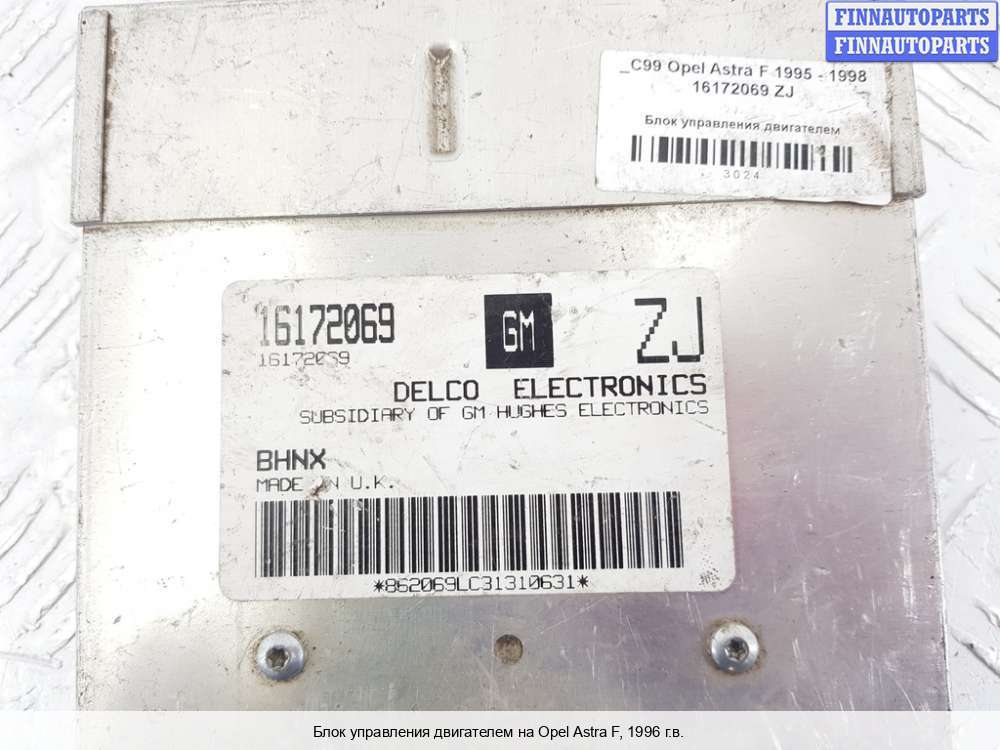 FINNAUTOPARTS
FINNAUTOPARTS
_C99 Opel Astra F 1995 - 1998
16172069 ZJ
Блок управления двигателем
3024
16172069
GM
ZJ
16172069
DELCO ELECTRONICS
SUBSIDIARY OF GM HUGHES ELECTRONICS
BHNX
MADE IN U.K.
*862069LC31310631*
Блок управления двигателем на Opel Astra F, 1996 г.в.